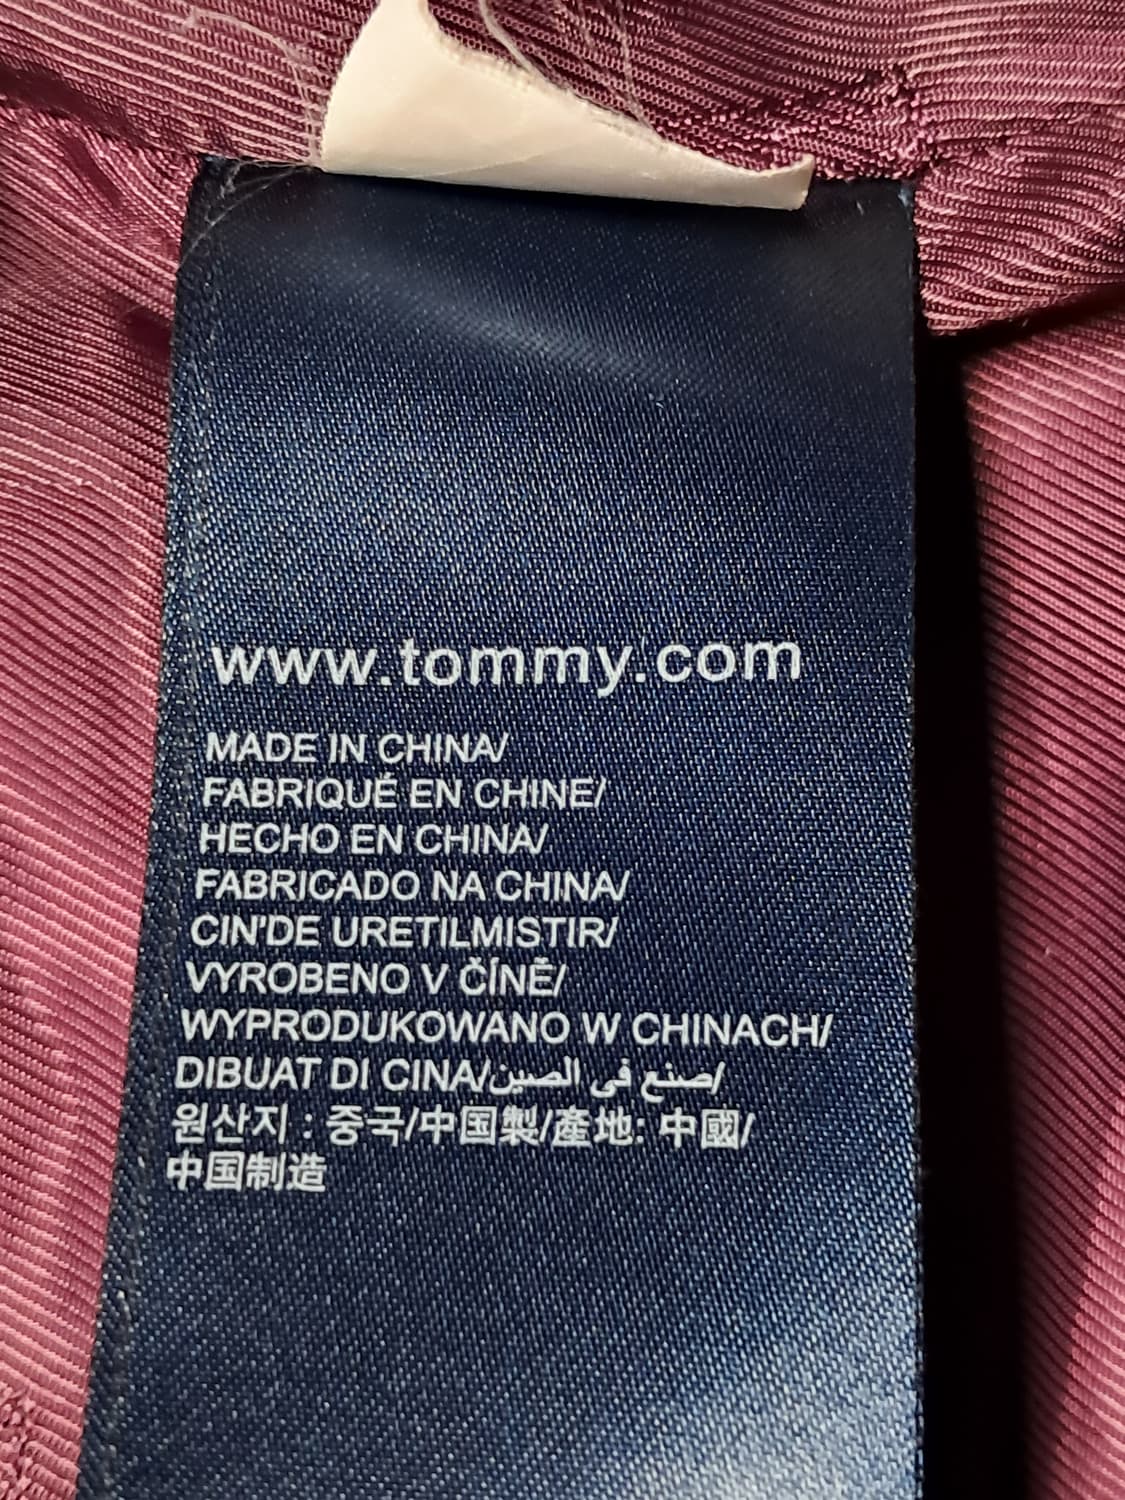 www.tommy.com
MADE IN CHINA/
FABRIQUÉ EN CHINE/
HECHO EN CHINA/
FABRICADO NA CHINA/
CIN'DE URETILMISTIR/
VYROBENO V ČÍNĚ/
WYPRODUKOWANO W CHINACH/
DIBUAT DI CINA/صنع في الصين/
원산지 : 중국/中国製/產地: 中國/
中国制造